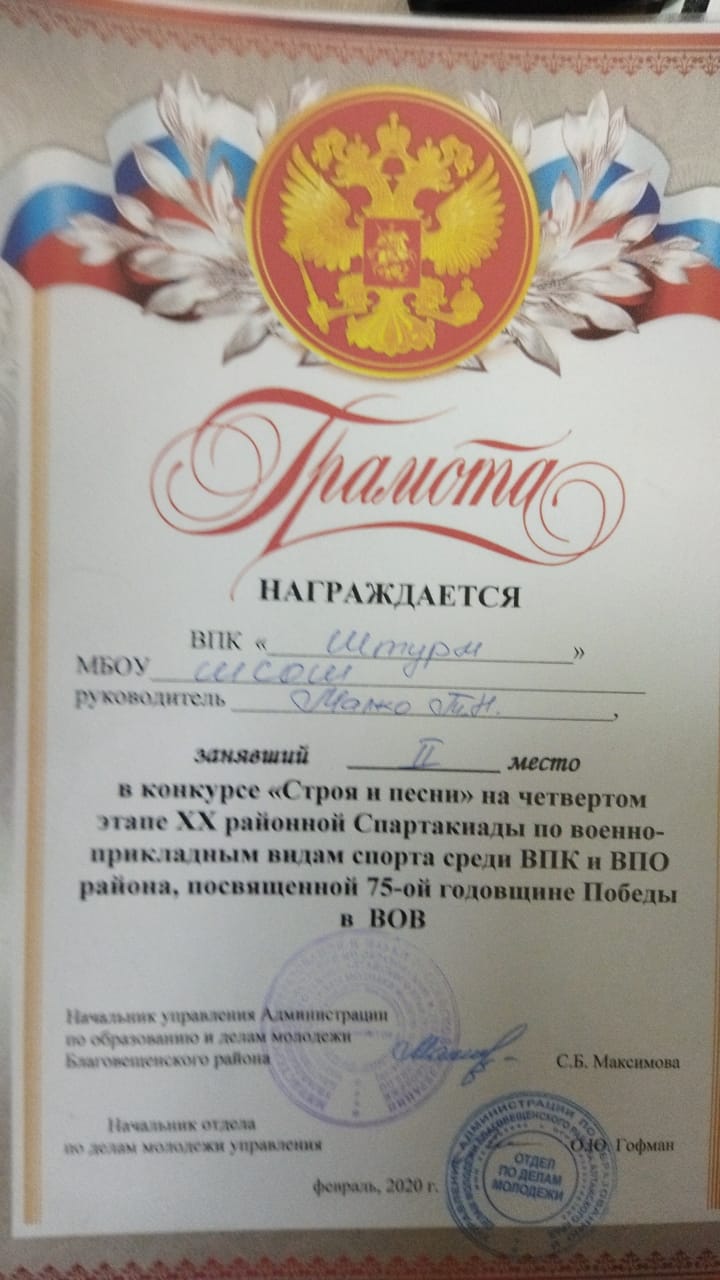 Грамота
НАГРАЖДАЕТСЯ
ВПК « Штурм »
МБОУ ШСОШ
руководитель Малко Т.Н. ,
занявший II место
в конкурсе «Строя и песни» на четвертом
этапе XX районной Спартакиады по военно-
прикладным видам спорта среди ВПК и ВПО
района, посвященной 75-ой годовщине Победы
в ВОВ
Начальник управления Администрации
по образованию и делам молодежи
Благовещенского района С.Б. Максимова
Начальник отдела
по делам молодежи управления О.Ю. Гофман
февраль, 2020 г.
ОТДЕЛ
ПО ДЕЛАМ
МОЛОДЕЖИ